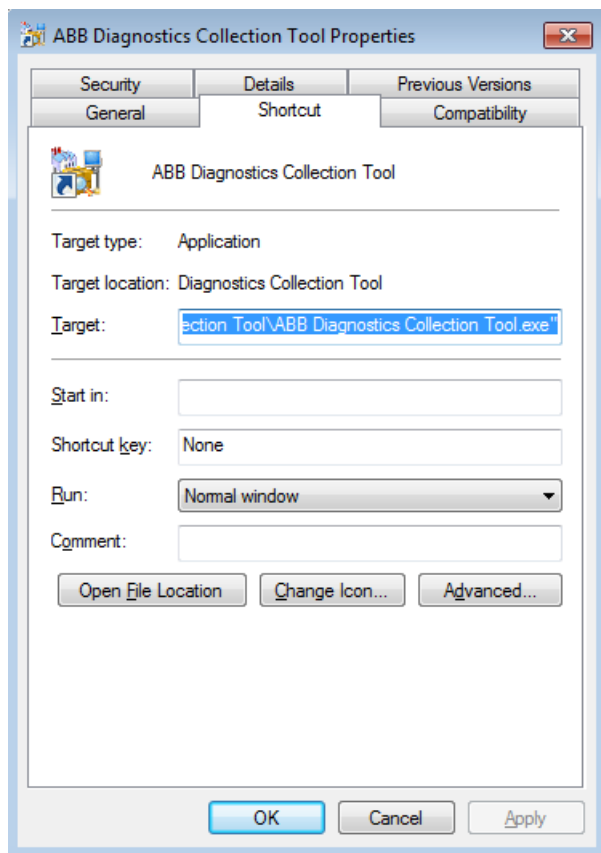 ABB Diagnostics Collection Tool Properties
Security Details Previous Versions
General Shortcut Compatibility
ABB Diagnostics Collection Tool
Target type: Application
Target location: Diagnostics Collection Tool
Target: ection Tool\ABB Diagnostics Collection Tool.exe"
Start in:
Shortcut key: None
Run: Normal window
Comment:
Open File Location Change Icon... Advanced...
OK Cancel Apply